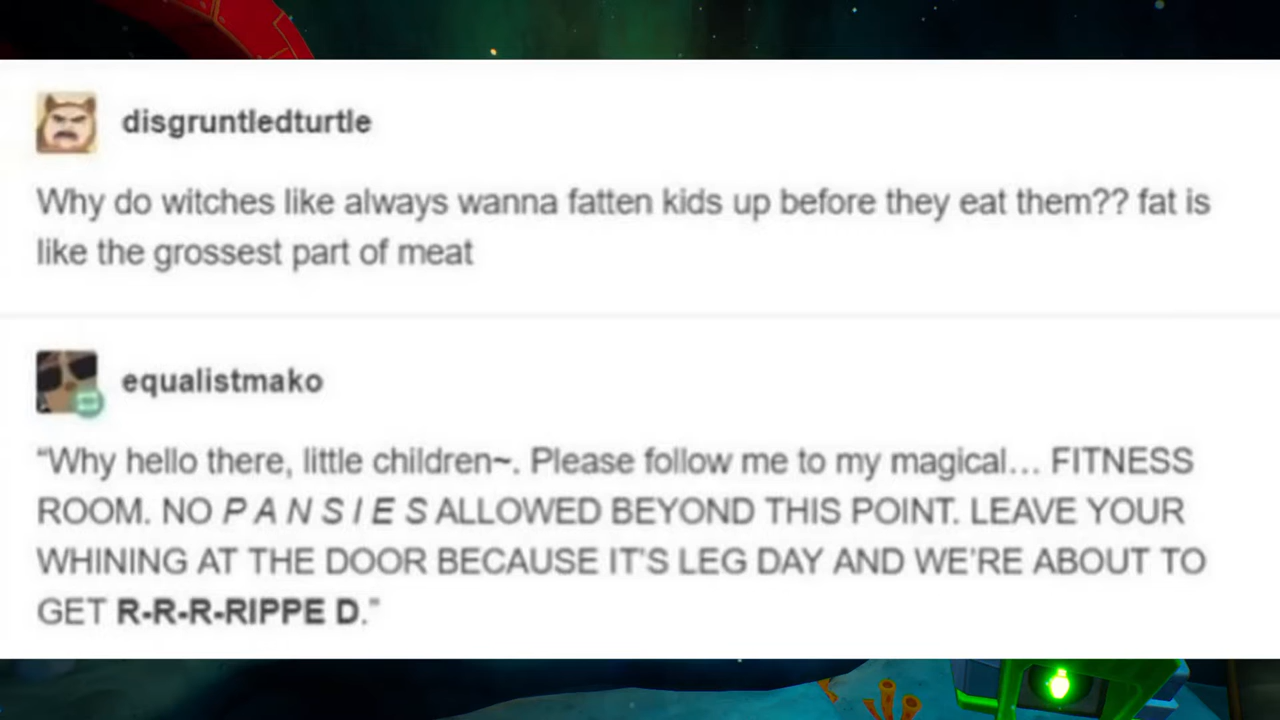 disgruntledturtle
Why do witches like always wanna fatten kids up before they eat them?? fat is
like the grossest part of meat
equalistmako
“Why hello there, little children~. Please follow me to my magical… FITNESS
ROOM. NO P A N S I E S ALLOWED BEYOND THIS POINT. LEAVE YOUR
WHINING AT THE DOOR BECAUSE IT’S LEG DAY AND WE’RE ABOUT TO
GET R-R-R-RIPPE D.”